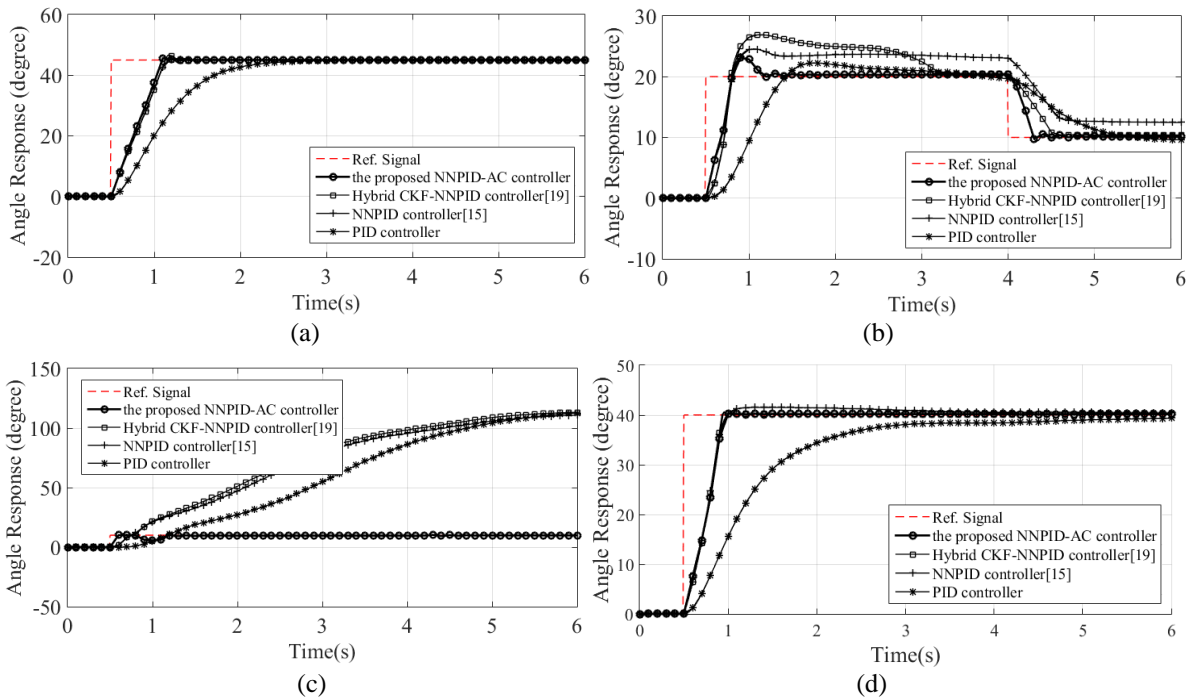 60
40
20
0
-20
Angle Response (degree)
Ref. Signal
the proposed NNPID-AC controller
Hybrid CKF-NNPID controller[19]
NNPID controller[15]
PID controller
0 1 2 3 4 5 6
Time(s)
(a)
30
20
10
0
-10
Angle Response (degree)
Ref. Signal
the proposed NNPID-AC controller
Hybrid CKF-NNPID controller[19]
NNPID controller[15]
PID controller
0 1 2 3 4 5 6
Time(s)
(b)
150
100
50
0
-50
Angle Response (degree)
Ref. Signal
the proposed NNPID-AC controller
Hybrid CKF-NNPID controller[19]
NNPID controller[15]
PID controller
0 1 2 3 4 5 6
Time(s)
(c)
50
40
30
20
10
0
Angle Response (degree)
Ref. Signal
the proposed NNPID-AC controller
Hybrid CKF-NNPID controller[19]
NNPID controller[15]
PID controller
0 1 2 3 4 5 6
Time(s)
(d)